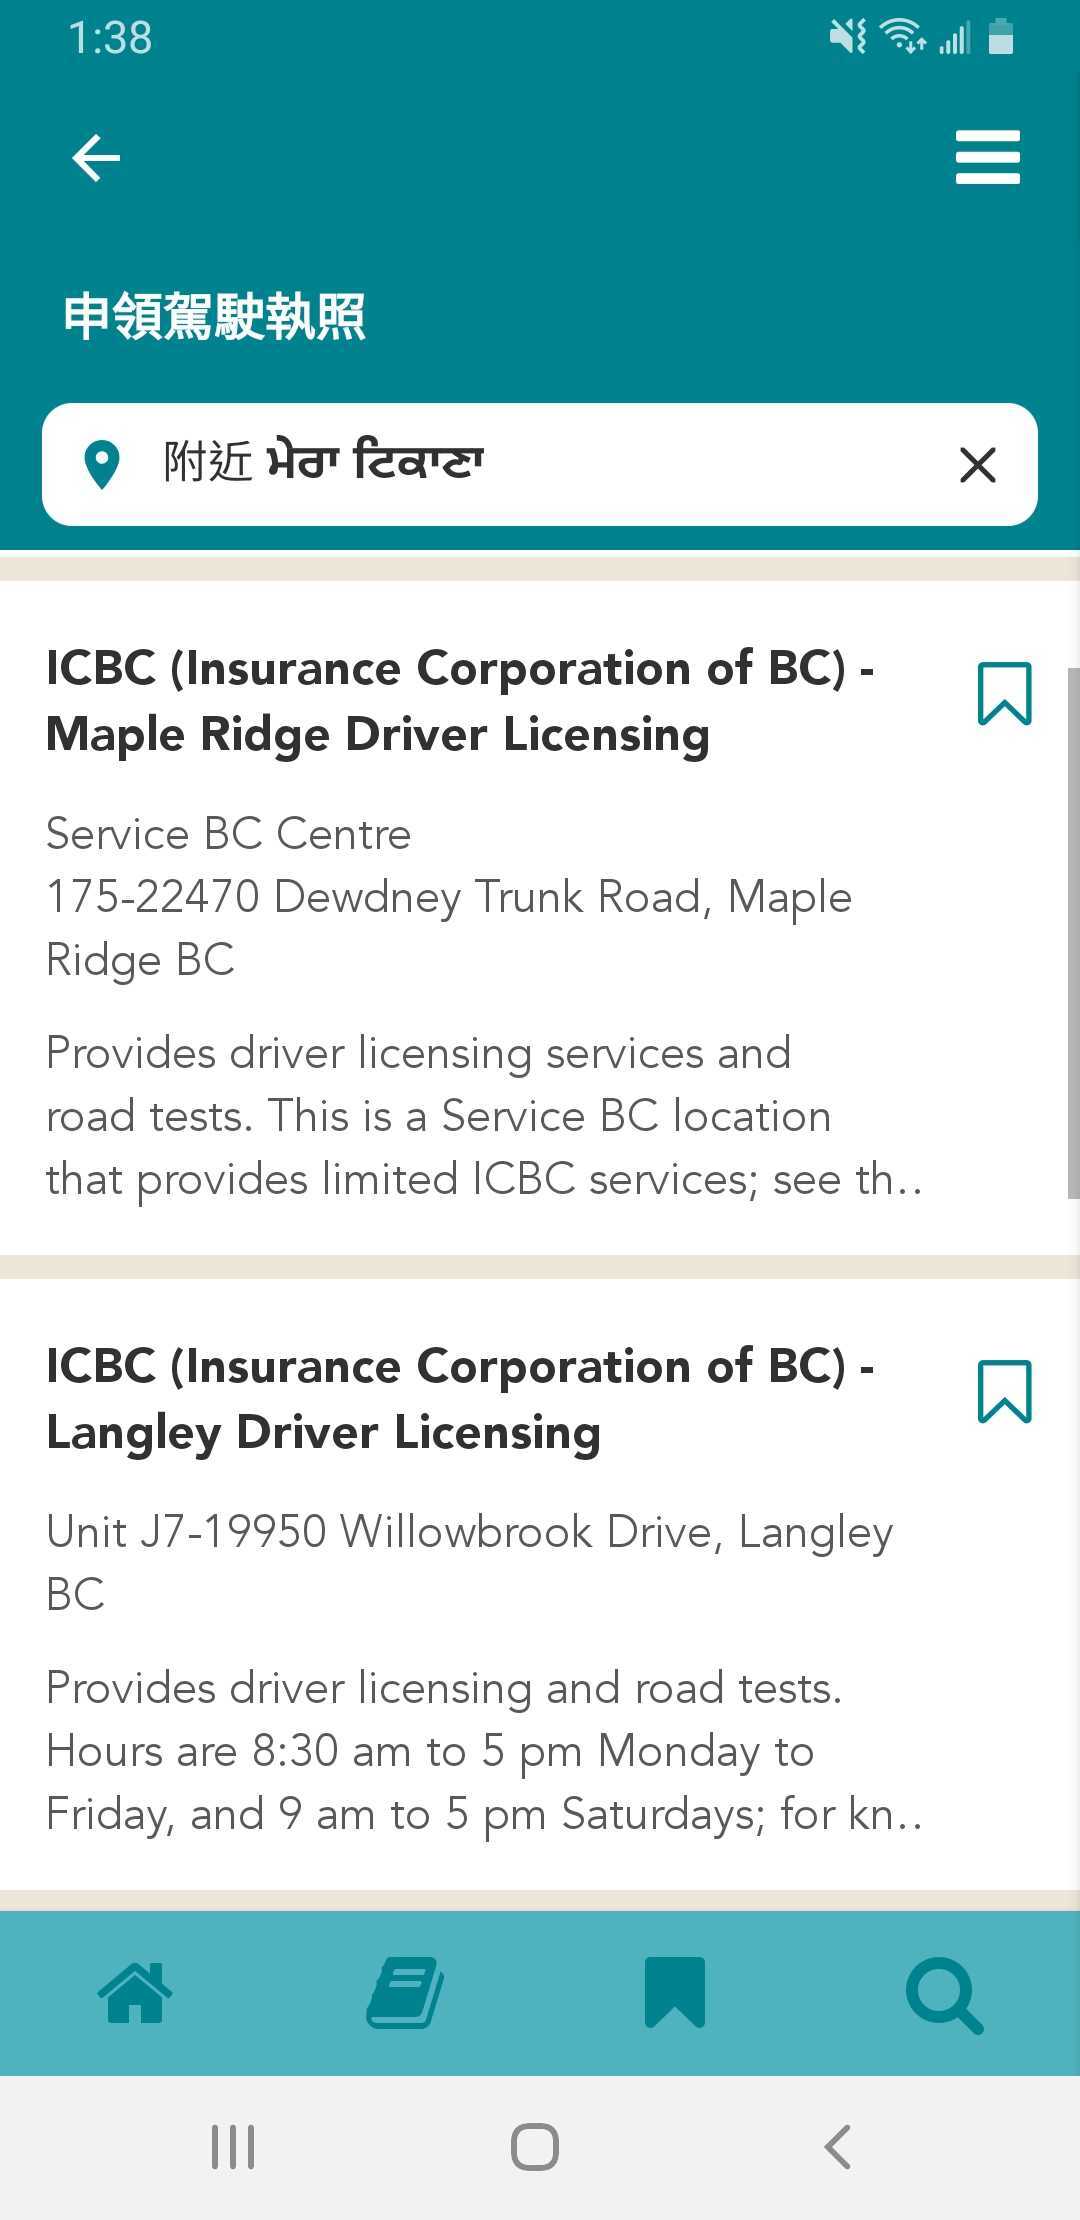 1:38
申領駕駛執照
附近 ਮੇਰਾ ਟਿਕਾਣਾ
ICBC (Insurance Corporation of BC) -
Maple Ridge Driver Licensing
Service BC Centre
175-22470 Dewdney Trunk Road, Maple
Ridge BC
Provides driver licensing services and
road tests. This is a Service BC location
that provides limited ICBC services; see th..
ICBC (Insurance Corporation of BC) -
Langley Driver Licensing
Unit J7-19950 Willowbrook Drive, Langley
BC
Provides driver licensing and road tests.
Hours are 8:30 am to 5 pm Monday to
Friday, and 9 am to 5 pm Saturdays; for kn..